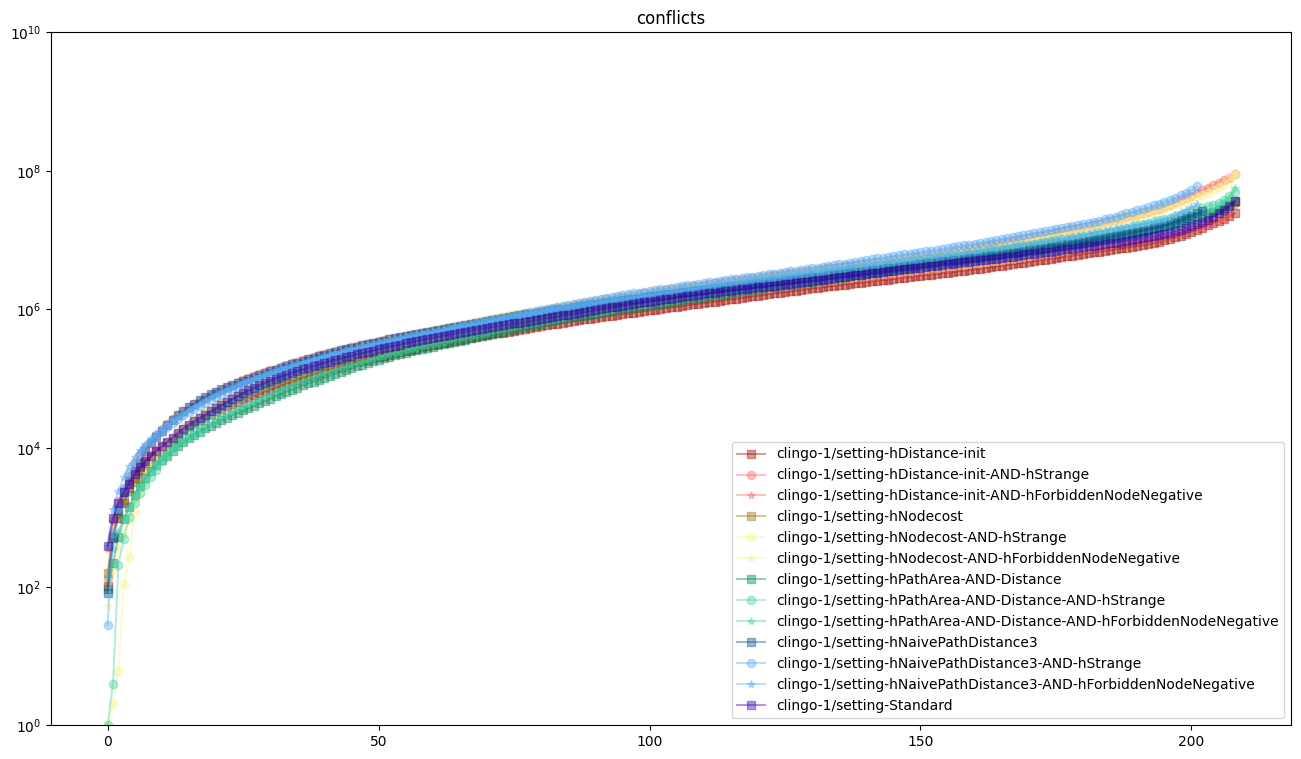 conflicts
10^10
10^8
10^6
10^4
10^2
10^0
0 50 100 150 200
clingo-1/setting-hDistance-init
clingo-1/setting-hDistance-init-AND-hStrange
clingo-1/setting-hDistance-init-AND-hForbiddenNodeNegative
clingo-1/setting-hNodecost
clingo-1/setting-hNodecost-AND-hStrange
clingo-1/setting-hNodecost-AND-hForbiddenNodeNegative
clingo-1/setting-hPathArea-AND-Distance
clingo-1/setting-hPathArea-AND-Distance-AND-hStrange
clingo-1/setting-hPathArea-AND-Distance-AND-hForbiddenNodeNegative
clingo-1/setting-hNaivePathDistance3
clingo-1/setting-hNaivePathDistance3-AND-hStrange
clingo-1/setting-hNaivePathDistance3-AND-hForbiddenNodeNegative
clingo-1/setting-Standard